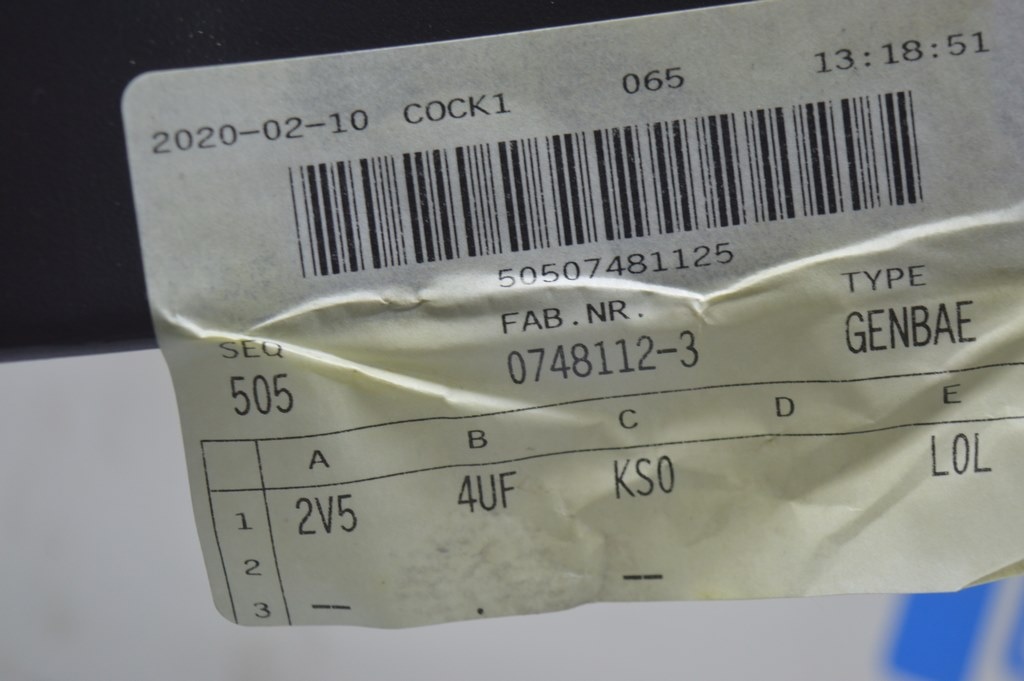 2020-02-10 COCK1 065 13:18:51
50507481125
SEQ FAB.NR. TYPE
505 0748112-3 GENBAE
A B C D E
1 2V5 4UF KS0 L0L
2 --
3 --